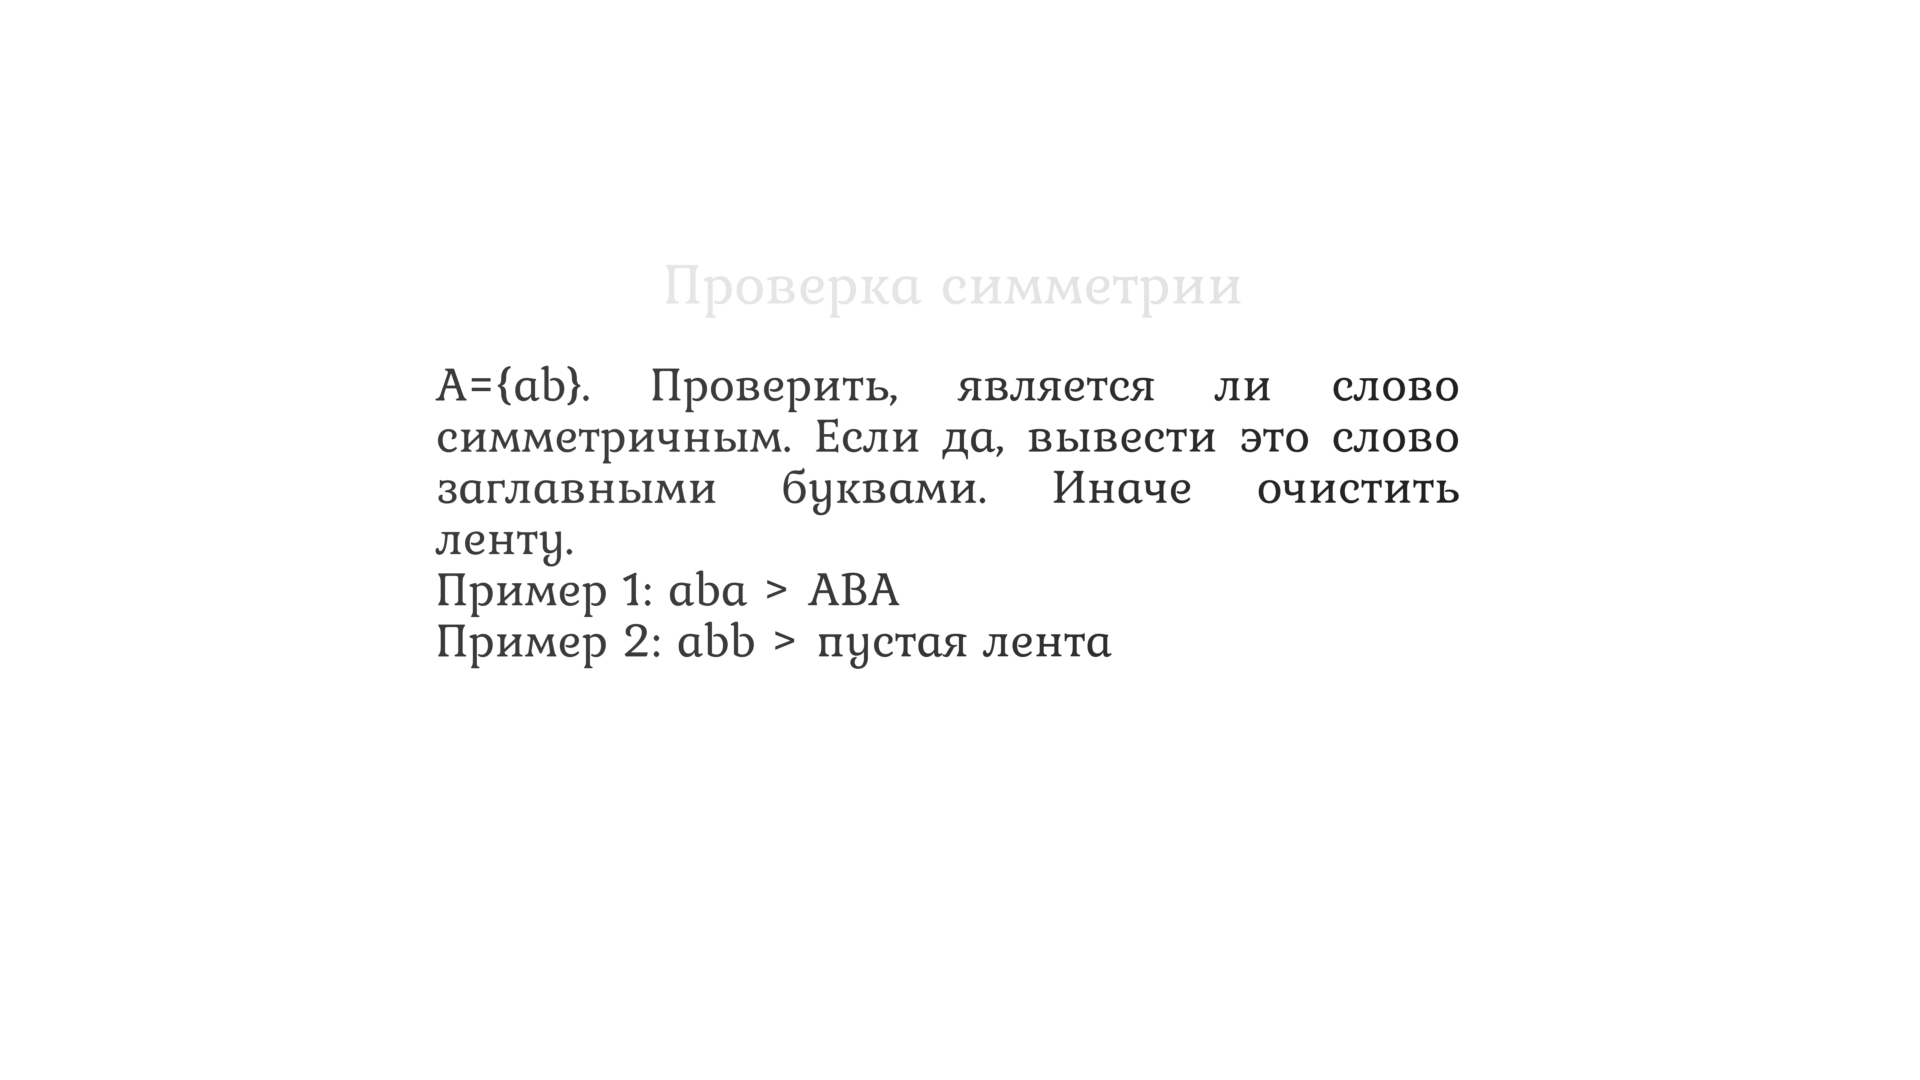 Проверка симметрии
A={ab}. Проверить, является ли слово
симметричным. Если да, вывести это слово
заглавными буквами. Иначе очистить
ленту.
Пример 1: aba > ABA
Пример 2: abb > пустая лента